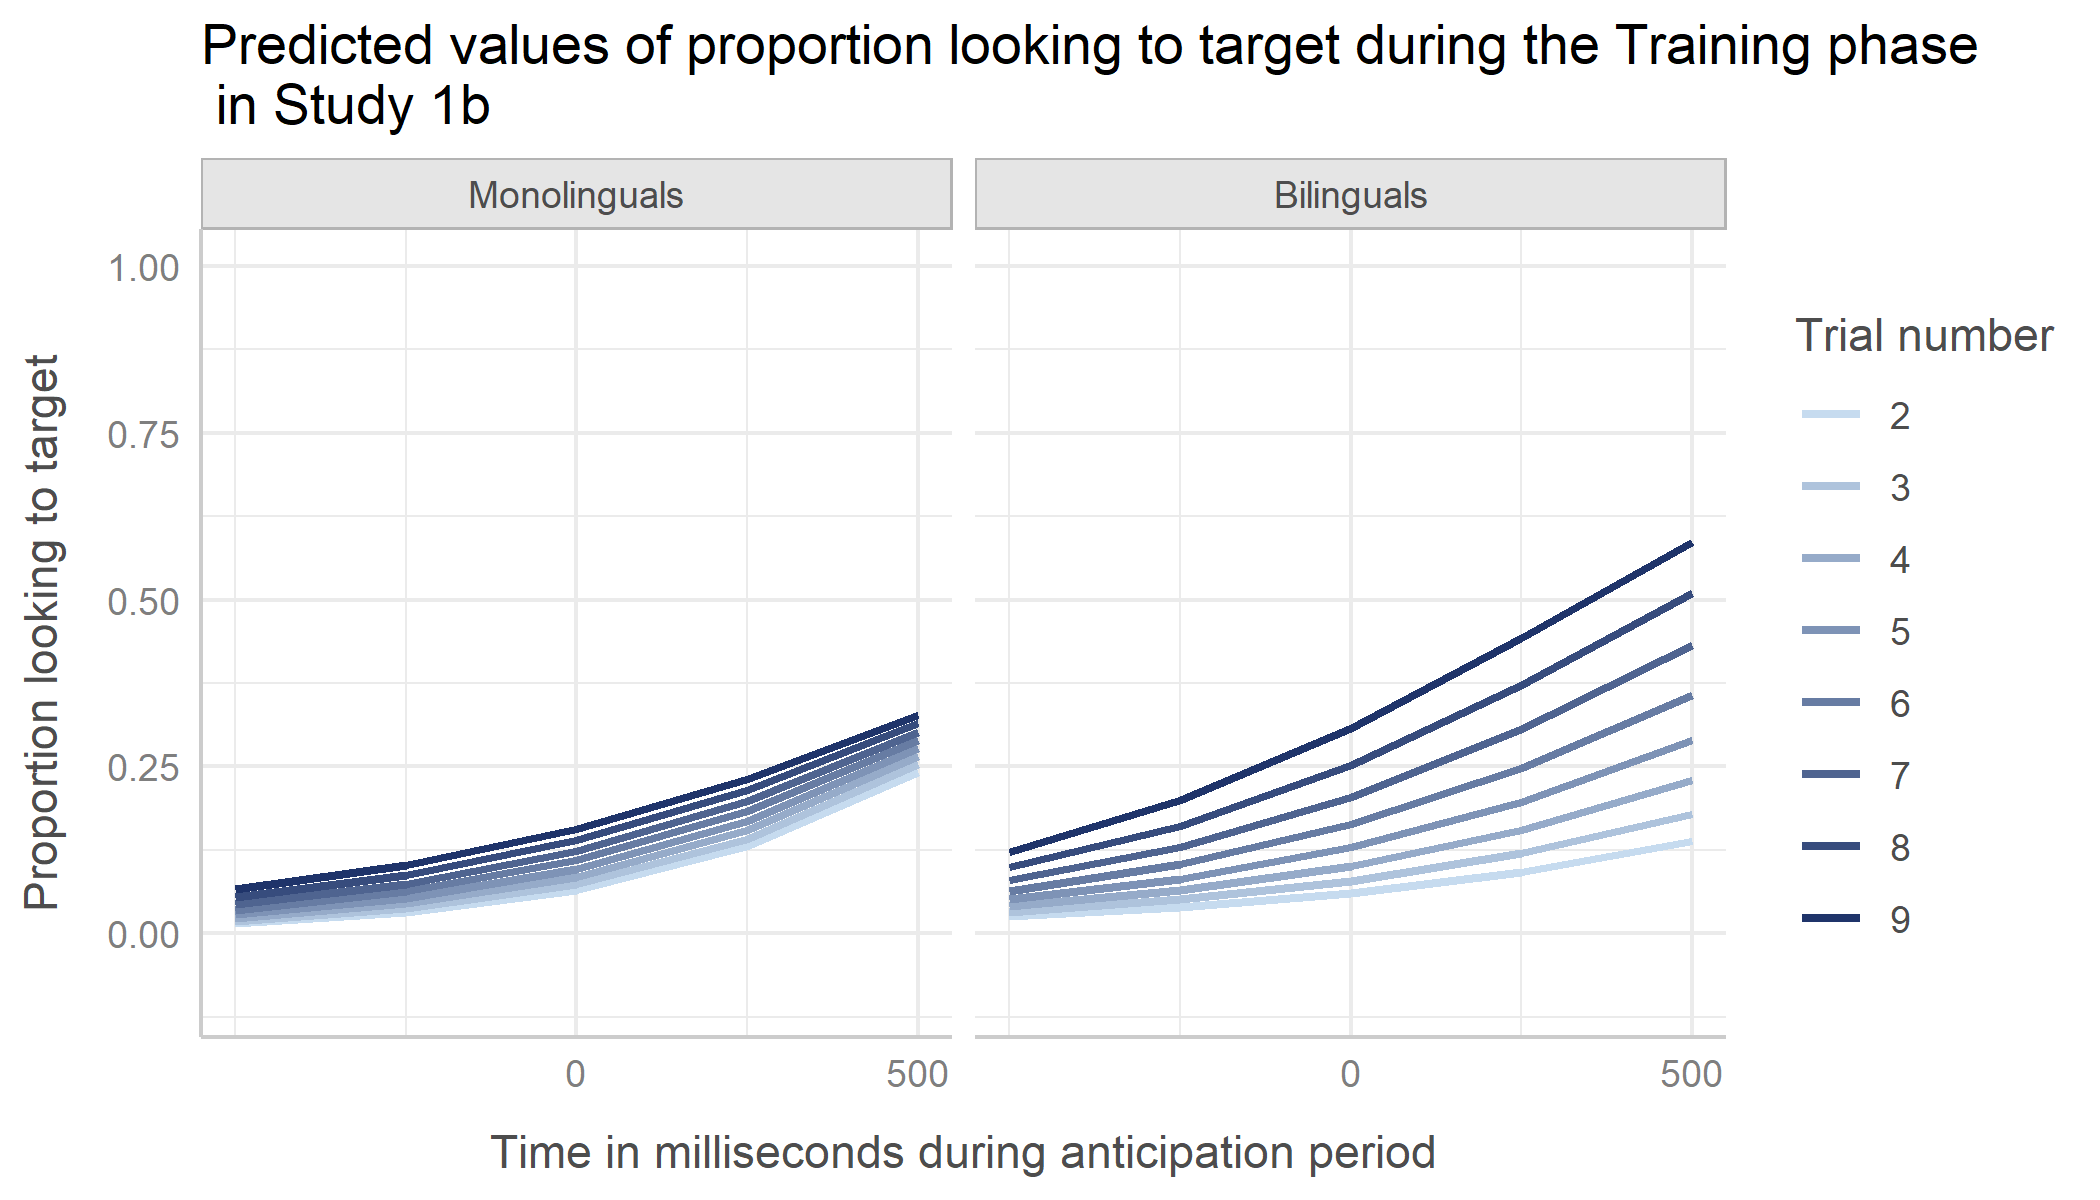 Predicted values of proportion looking to target during the Training phase
in Study 1b
Monolinguals
Bilinguals
Proportion looking to target
1.00
0.75
0.50
0.25
0.00
0
500
0
500
Time in milliseconds during anticipation period
Trial number
2
3
4
5
6
7
8
9